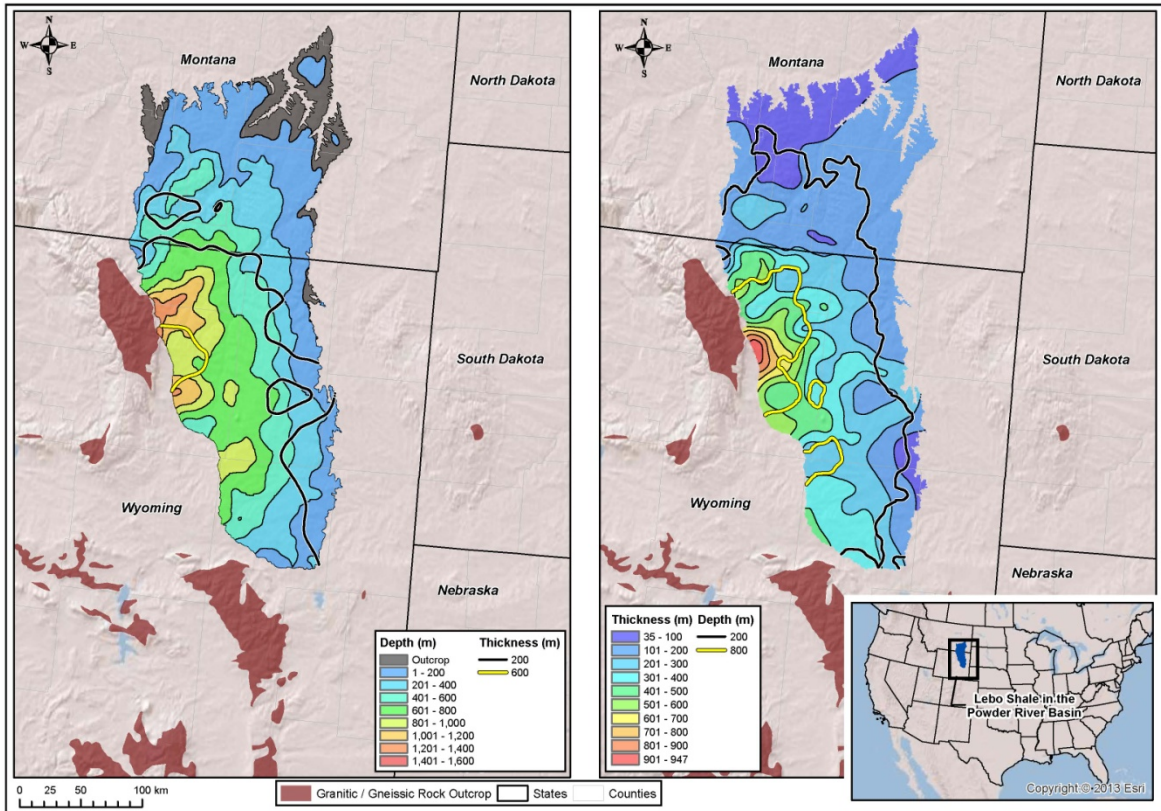 N
W E
S
Montana
North Dakota
South Dakota
Wyoming
Nebraska
Depth (m)
Outcrop
1 - 200
201 - 400
401 - 600
601 - 800
801 - 1,000
1,001 - 1,200
1,201 - 1,400
1,401 - 1,600
Thickness (m)
200
600
N
W E
S
Montana
North Dakota
South Dakota
Wyoming
Nebraska
Thickness (m)
35 - 100
101 - 200
201 - 300
301 - 400
401 - 500
501 - 600
601 - 700
701 - 800
801 - 900
901 - 947
Depth (m)
200
800
Lebo Shale in the
Powder River Basin
Copyright © 2013 Esri
0 25 50 100 km
Granitic / Gneissic Rock Outcrop States Counties